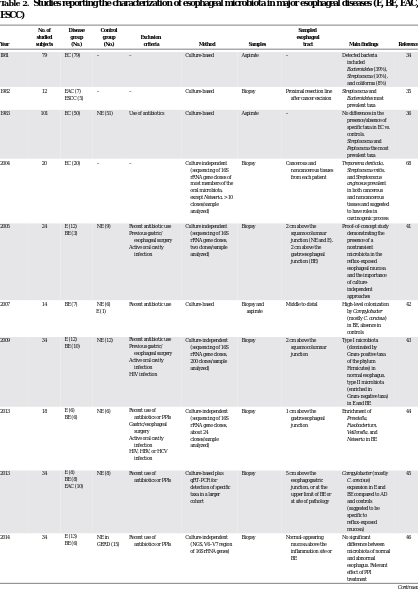 Table 2. Studies reporting the characterization of esophageal microbiota in major esophageal diseases (E, BE, EAC,
ESCC)
Year
No. of studied subjects
Disease group (No.)
Control group (No.)
Exclusion criteria
Method
Samples
Sampled esophageal tract
Main findings
Reference
1981 79 EC (79) – – Culture-based Aspirate – Detected bacteria
included
Bacteroides (39%),
Streptococcus (10%),
and coliforms (8%)
34
1982 12 EAC (7) – – Culture-based Biopsy Proximal resection line Streptococcus and 35
ESCC (5) after cancer excision Bacteroides most
prevalent taxa
1983 101 EC (50) NE (51) Use of antibiotics Culture-based Aspirate – No difference in the 36
presence/absence of
specific taxa in EC vs.
controls.
Streptococcus and
Peptococcus the most
prevalent taxa
2004 20 EC (20) – – Culture-independent Biopsy Cancerous and Treponema denticola, 68
(sequencing of 16S noncancerous tissues Streptococcus mitis,
rRNA gene clones of from each patient and Streptococcus
most members of the anginosus prevalent
oral microbiota, in both cancerous
except Neisseria, > 10 and noncancerous
clones/sample tissues and suggested
analyzed) to have roles in
carcinogenic process
2005 24 E (12) NE (9) Recent antibiotic use Culture-independent Biopsy 2 cm above the Proof-of-concept study 41
BE (3) Previous gastric/ (sequencing of 16S squamocolumnar demonstrating the
esophageal surgery rRNA gene clones, junction (NE and E), presence of a
Active oral cavity two clones/sample 2 cm above the nontransient
infection analyzed) gastroesophageal microbiota in the
junction (BE) reflux-exposed
esophageal mucosa
and the importance
of culture-
independent
approaches
2007 14 BE (7) NE (6) Recent antibiotic use Culture-based Biopsy and Middle to distal High-level colonization 42
E (1) aspirate by Campylobacter
(mostly C. concisus)
in BE, absent in
controls
2009 34 E (12) NE (12) Recent antibiotic use Culture-independent Biopsy 2 cm above the Type I microbiota 43
BE (10) Previous gastric/ (sequencing of 16S squamocolumnar (dominated by
esophageal surgery rRNA gene clones, junction Gram-positive taxa
Active oral cavity 200 clones/sample of the phylum
infection analyzed) Firmicutes) in
HIV infection normal esophagus,
type II microbiota
(enriched in
Gram-negative taxa)
in E and BE
2013 18 E (6) NE (6) Recent use of Culture-independent Biopsy 1 cm above the Enrichment of 44
BE (6) antibiotics or PPIs (sequencing of 16S gastroesophageal Prevotella,
Gastric/esophageal rRNA gene clones, junction Fusobacterium,
surgery about 24 Veillonella, and
Active oral cavity clones/sample Neisseria in BE
infection analyzed)
HIV, HBV, or HCV
infection
2013 34 E (8) NE (8) Recent use of Culture-based plus Biopsy 5 cm above the Campylobacter (mostly 45
BE (8) antibiotics or PPIs qRT-PCR for esophagogastric C. concisus)
EAC (10) detection of specific junction, or at the expansion in E and
taxa in a larger upper limit of BE or BE compared to AD
cohort at site of pathology and controls
(suggested to be
specific to
reflux-exposed
mucosa)
2014 34 E (12) NE in Recent use of Culture-independent Biopsy Normal-appearing No significant 46
BE (6) GERD (15) antibiotics or PPIs (NGS, V6–V7 region mucosa above the difference between
of 16S rRNA genes) inflammation site or microbiota of normal
BE and abnormal
esophagus. Relevant
effect of PPI
treatment